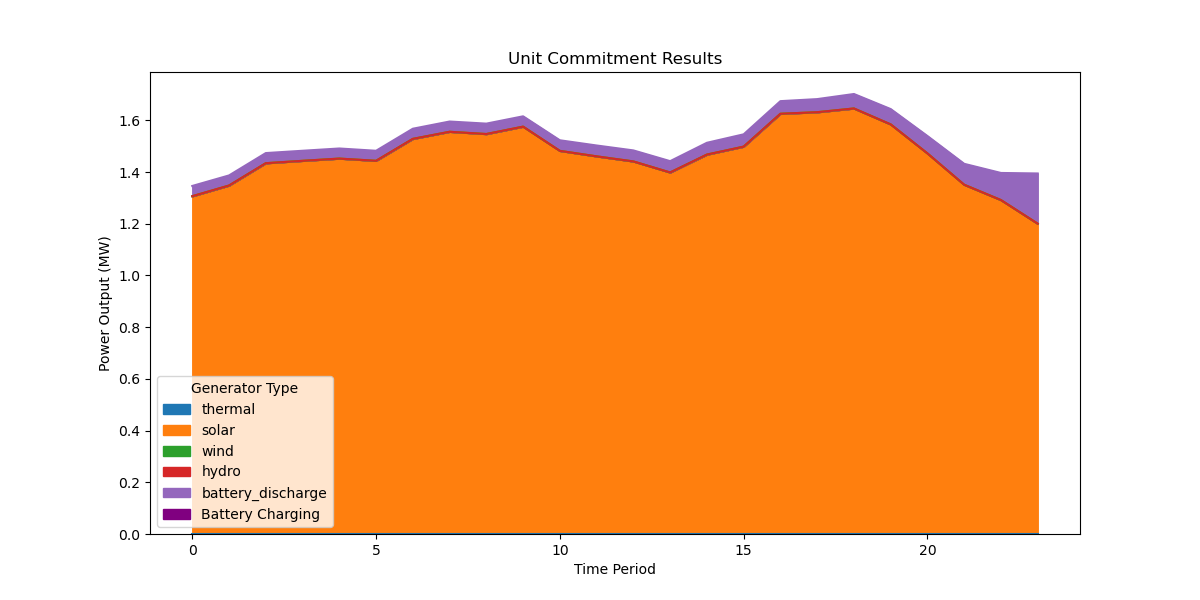 Unit Commitment Results
Power Output (MW)
1.6
1.4
1.2
1.0
0.8
0.6
0.4
0.2
0.0
Generator Type
thermal
solar
wind
hydro
battery_discharge
Battery Charging
0 5 10 15 20
Time Period